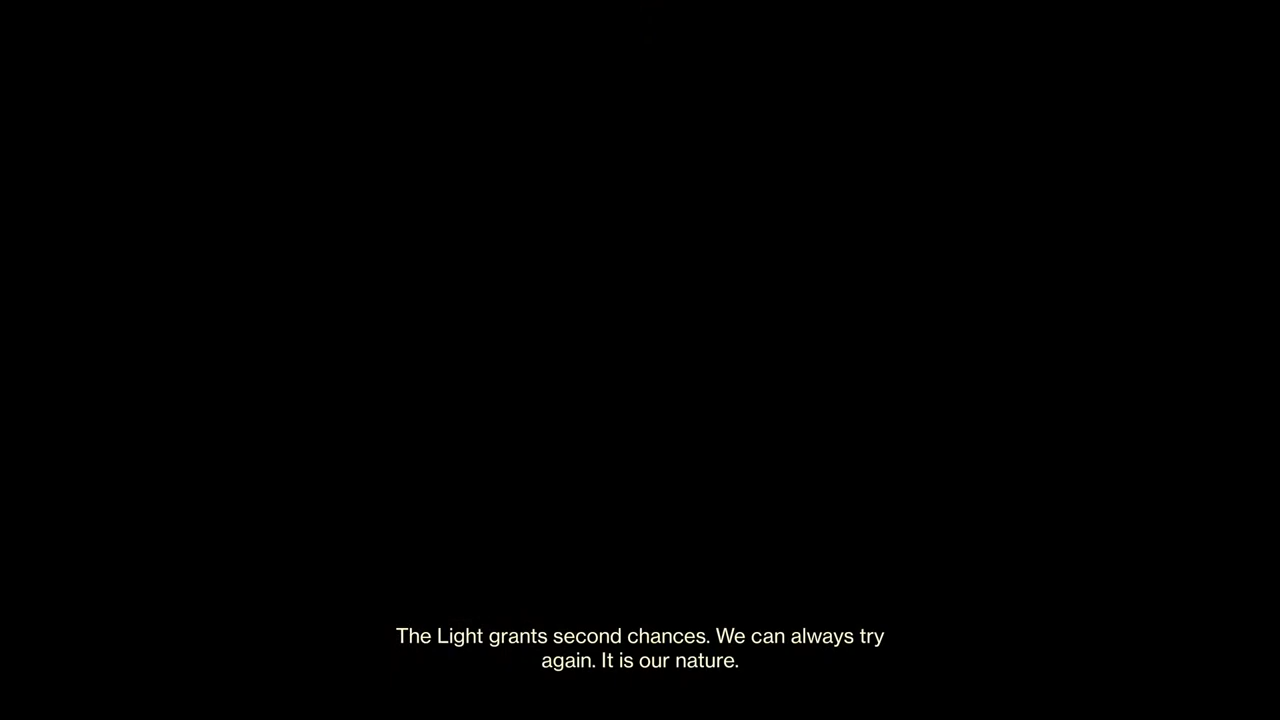 The Light grants second chances. We can always try
again. It is our nature.